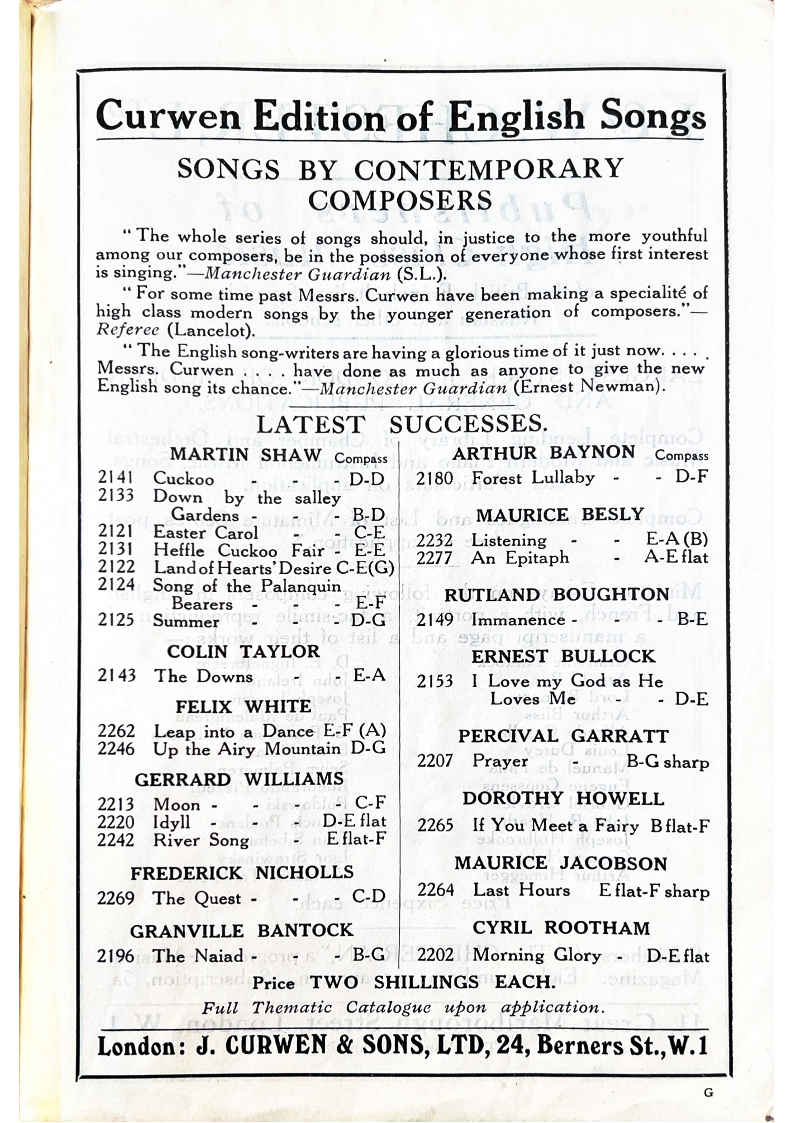 Curwen Edition of English Songs
SONGS BY CONTEMPORARY
COMPOSERS
“ The whole series of songs should, in justice to the more youthful
among our composers, be in the possession of everyone whose first interest
is singing.”—Manchester Guardian (S.L.).
“ For some time past Messrs. Curwen have been making a specialité of
high class modern songs by the younger generation of composers.”—
Referee (Lancelot).
“ The English song-writers are having a glorious time of it just now. . . . .
Messrs. Curwen . . . . have done as much as anyone to give the new
English song its chance.”—Manchester Guardian (Ernest Newman).
LATEST SUCCESSES.
MARTIN SHAW Compass
2141 Cuckoo - - - D-D
2133 Down by the salley
Gardens - - - B-D
2121 Easter Carol - - C-E
2131 Heffle Cuckoo Fair - E-E
2122 Land of Hearts’ Desire C-E(G)
2124 Song of the Palanquin
Bearers - - - E-F
2125 Summer - - - D-G
COLIN TAYLOR
2143 The Downs - - E-A
FELIX WHITE
2262 Leap into a Dance E-F (A)
2246 Up the Airy Mountain D-G
GERRARD WILLIAMS
2213 Moon - - - - C-F
2220 Idyll - - - D-E flat
2242 River Song - E flat-F
FREDERICK NICHOLLS
2269 The Quest - - - C-D
GRANVILLE BANTOCK
2196 The Naiad - - - B-G
ARTHUR BAYNON Compass
2180 Forest Lullaby - - D-F
MAURICE BESLY
2232 Listening - - E-A (B)
2277 An Epitaph - A-E flat
RUTLAND BOUGHTON
2149 Immanence - - - B-E
ERNEST BULLOCK
2153 I Love my God as He
Loves Me - - D-E
PERCIVAL GARRATT
2207 Prayer - B-G sharp
DOROTHY HOWELL
2265 If You Meet a Fairy B flat-F
MAURICE JACOBSON
2264 Last Hours E flat-F sharp
CYRIL ROOTHAM
2202 Morning Glory - D-E flat
Price TWO SHILLINGS EACH.
Full Thematic Catalogue upon application.
London: J. CURWEN & SONS, LTD, 24, Berners St., W.1
G